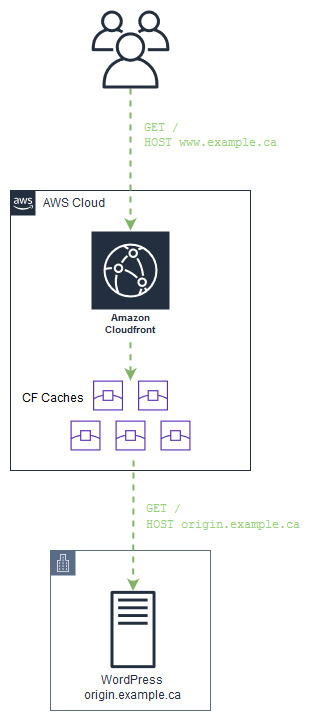 GET /
HOST www.example.ca
aws
AWS Cloud
Amazon
Cloudfront
CF Caches
GET /
HOST origin.example.ca
WordPress
origin.example.ca